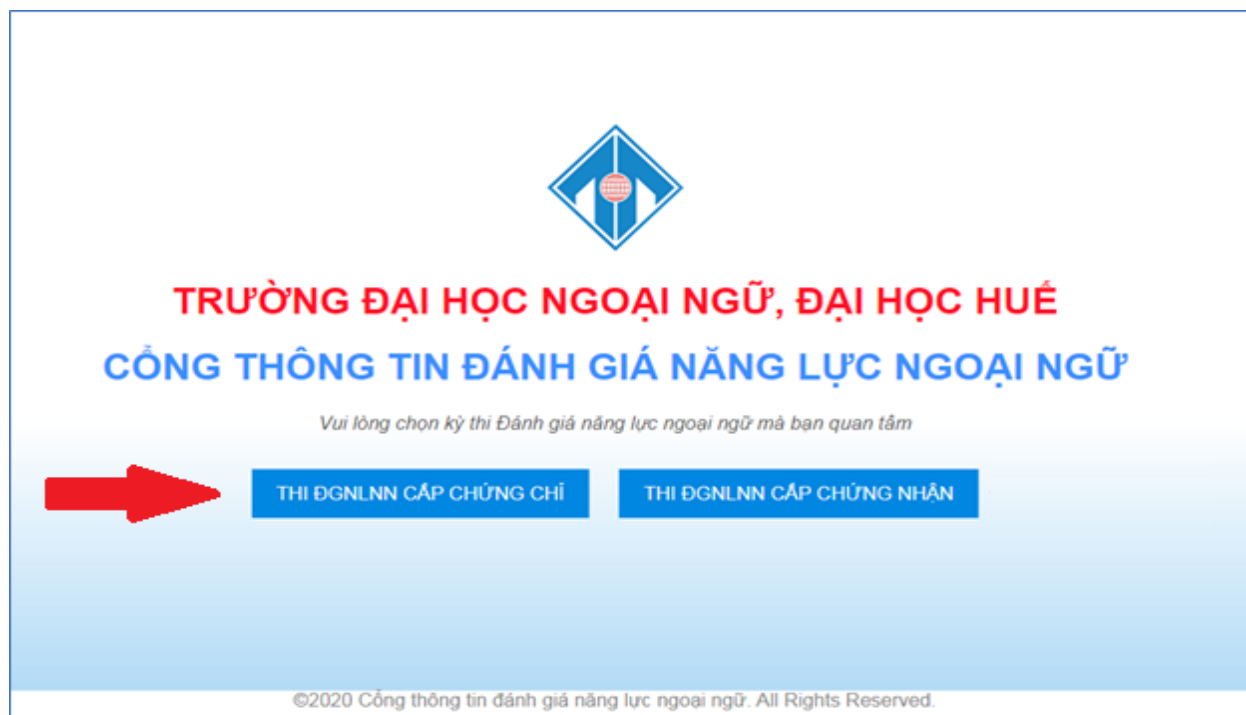 TRƯỜNG ĐẠI HỌC NGOẠI NGỮ, ĐẠI HỌC HUẾ
CỔNG THÔNG TIN ĐÁNH GIÁ NĂNG LỰC NGOẠI NGỮ
Vui lòng chọn kỳ thi Đánh giá năng lực ngoại ngữ mà bạn quan tâm
THI ĐGNLNN CẤP CHỨNG CHỈ
THI ĐGNLNN CẤP CHỨNG NHẬN
©2020 Cổng thông tin đánh giá năng lực ngoại ngữ. All Rights Reserved.